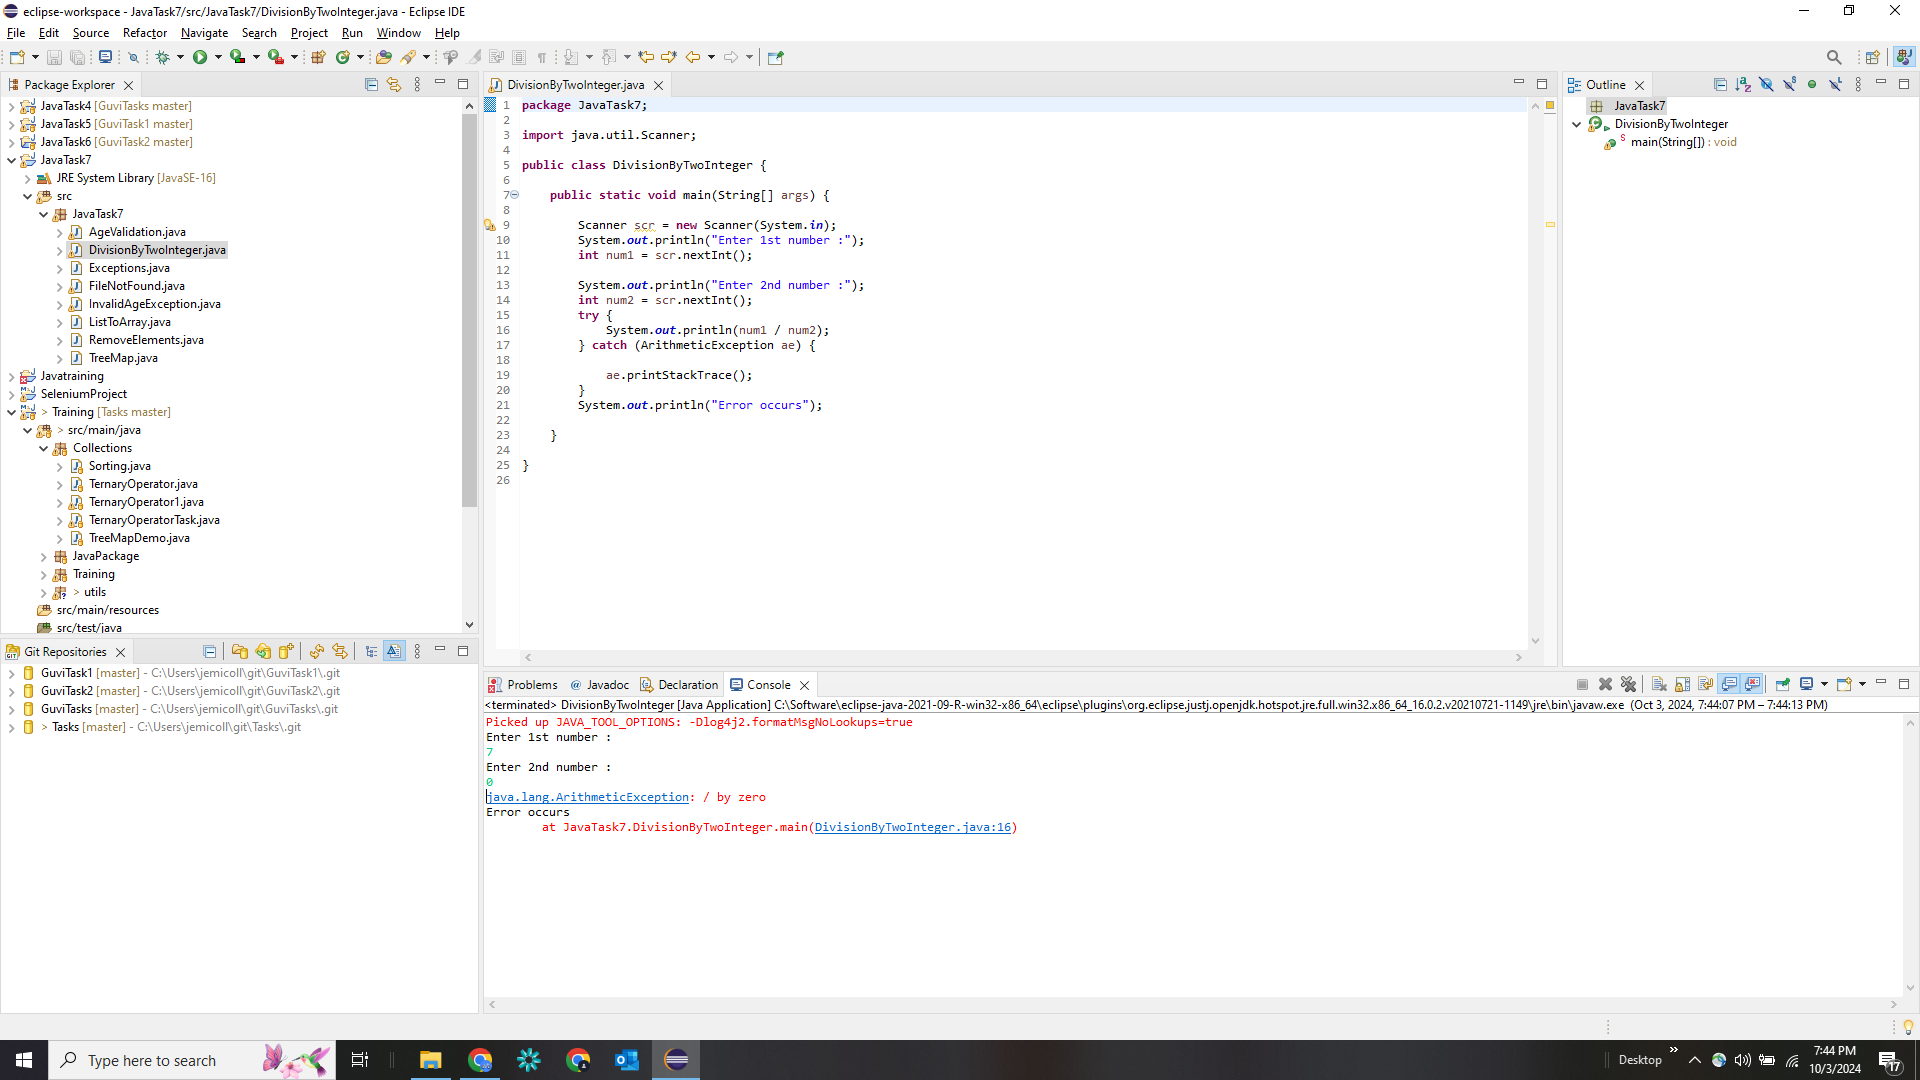 eclipse-workspace - JavaTask7/src/JavaTask7/DivisionByTwoInteger.java - Eclipse IDE
File Edit Source Refactor Navigate Search Project Run Window Help
Package Explorer
JavaTask4 [GuviTasks master]
JavaTask5 [GuviTask1 master]
JavaTask6 [GuviTask2 master]
JavaTask7
JRE System Library [JavaSE-16]
src
JavaTask7
AgeValidation.java
DivisionByTwoInteger.java
Exceptions.java
FileNotFound.java
InvalidAgeException.java
ListToArray.java
RemoveElements.java
TreeMap.java
Javatraining
SeleniumProject
> Training [Tasks master]
> src/main/java
Collections
Sorting.java
TernaryOperator.java
TernaryOperator1.java
TernaryOperatorTask.java
TreeMapDemo.java
JavaPackage
Training
> utils
src/main/resources
src/test/java
Git Repositories
GuviTask1 [master] - C:\Users\jemicoll\git\GuviTask1\.git
GuviTask2 [master] - C:\Users\jemicoll\git\GuviTask2\.git
GuviTasks [master] - C:\Users\jemicoll\git\GuviTasks\.git
> Tasks [master] - C:\Users\jemicoll\git\Tasks\.git
DivisionByTwoInteger.java
1 package JavaTask7;
2
3 import java.util.Scanner;
4
5 public class DivisionByTwoInteger {
6
7 public static void main(String[] args) {
8
9 Scanner scr = new Scanner(System.in);
10 System.out.println("Enter 1st number :");
11 int num1 = scr.nextInt();
12
13 System.out.println("Enter 2nd number :");
14 int num2 = scr.nextInt();
15 try {
16 System.out.println(num1 / num2);
17 } catch (ArithmeticException ae) {
18
19 ae.printStackTrace();
20 }
21 System.out.println("Error occurs");
22
23 }
24
25 }
26
Outline
JavaTask7
DivisionByTwoInteger
main(String[]) : void
Problems @ Javadoc Declaration Console
<terminated> DivisionByTwoInteger [Java Application] C:\Software\eclipse-java-2021-09-R-win32-x86_64\eclipse\plugins\org.eclipse.justj.openjdk.hotspot.jre.full.win32.x86_64_16.0.2.v20210721-1149\jre\bin\javaw.exe (Oct 3, 2024, 7:44:07 PM – 7:44:13 PM)
Picked up JAVA_TOOL_OPTIONS: -Dlog4j2.formatMsgNoLookups=true
Enter 1st number :
7
Enter 2nd number :
0
java.lang.ArithmeticException: / by zero
Error occurs
at JavaTask7.DivisionByTwoInteger.main(DivisionByTwoInteger.java:16)
Type here to search
Desktop
7:44 PM
10/3/2024
17